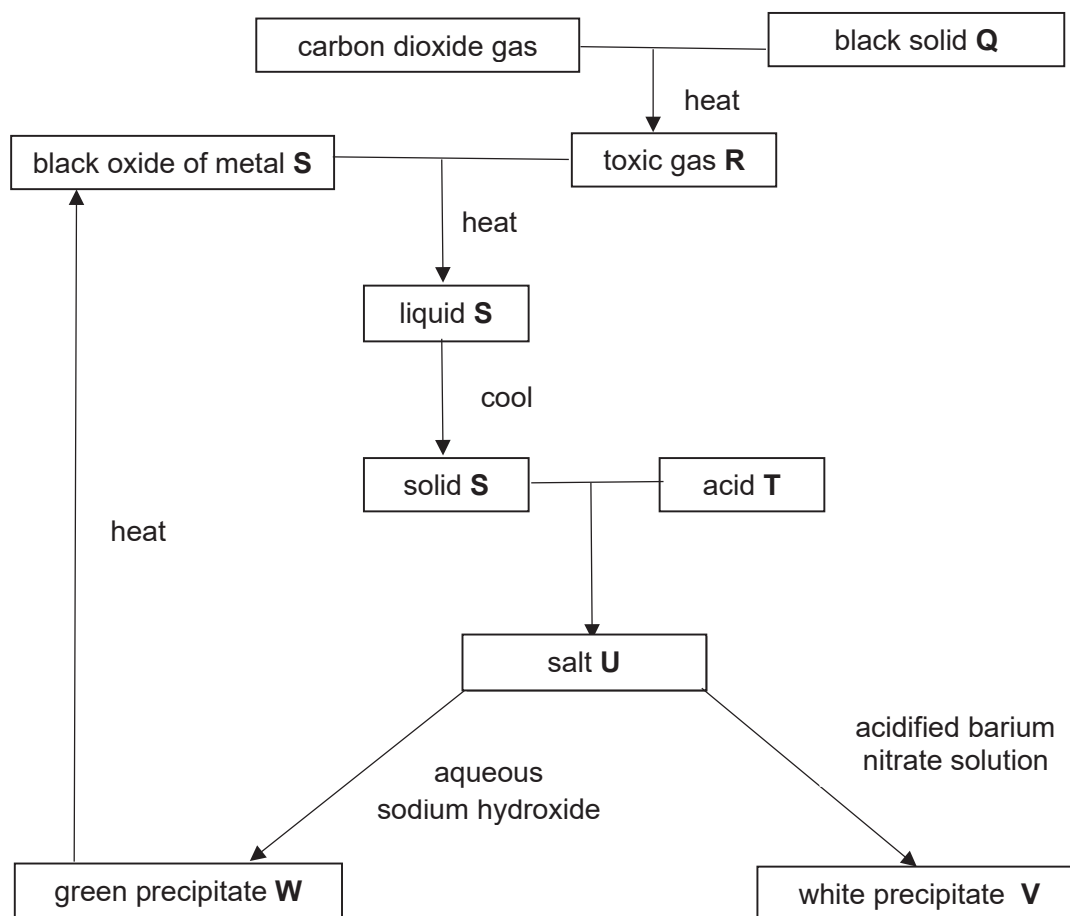 carbon dioxide gas
black solid Q
heat
black oxide of metal S
toxic gas R
heat
liquid S
cool
solid S
acid T
heat
salt U
acidified barium
nitrate solution
aqueous
sodium hydroxide
green precipitate W
white precipitate V